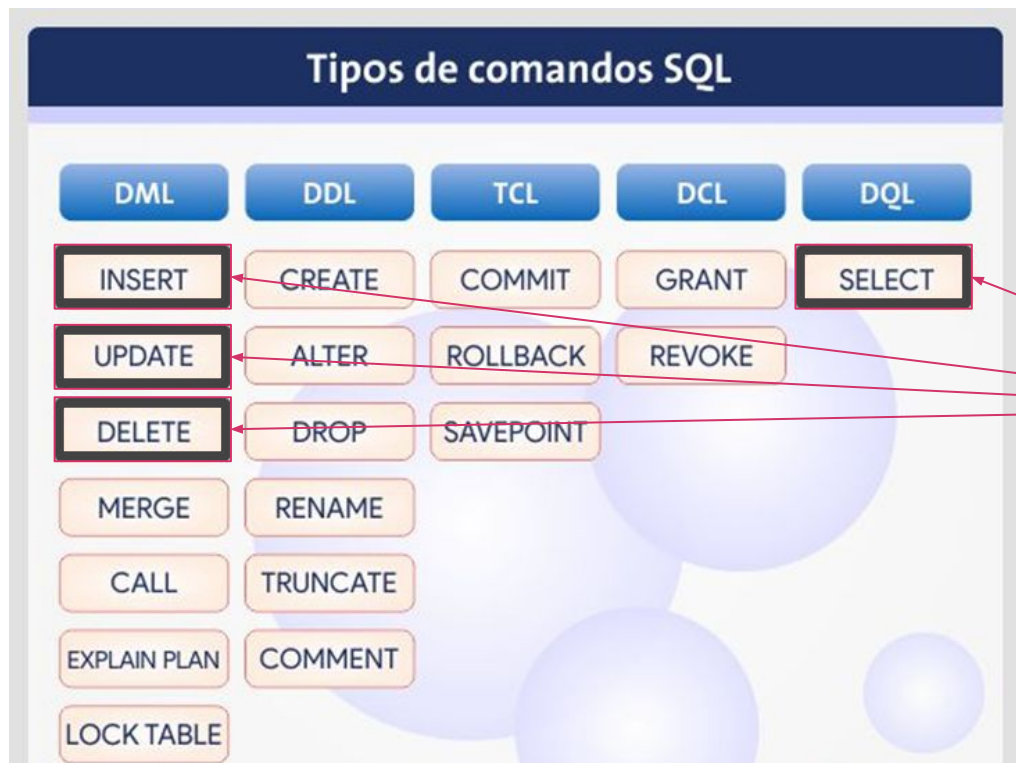 Tipos de comandos SQL
DML DDL TCL DCL DQL
INSERT CREATE COMMIT GRANT SELECT
UPDATE ALTER ROLLBACK REVOKE
DELETE DROP SAVEPOINT
MERGE RENAME
CALL TRUNCATE
EXPLAIN PLAN COMMENT
LOCK TABLE